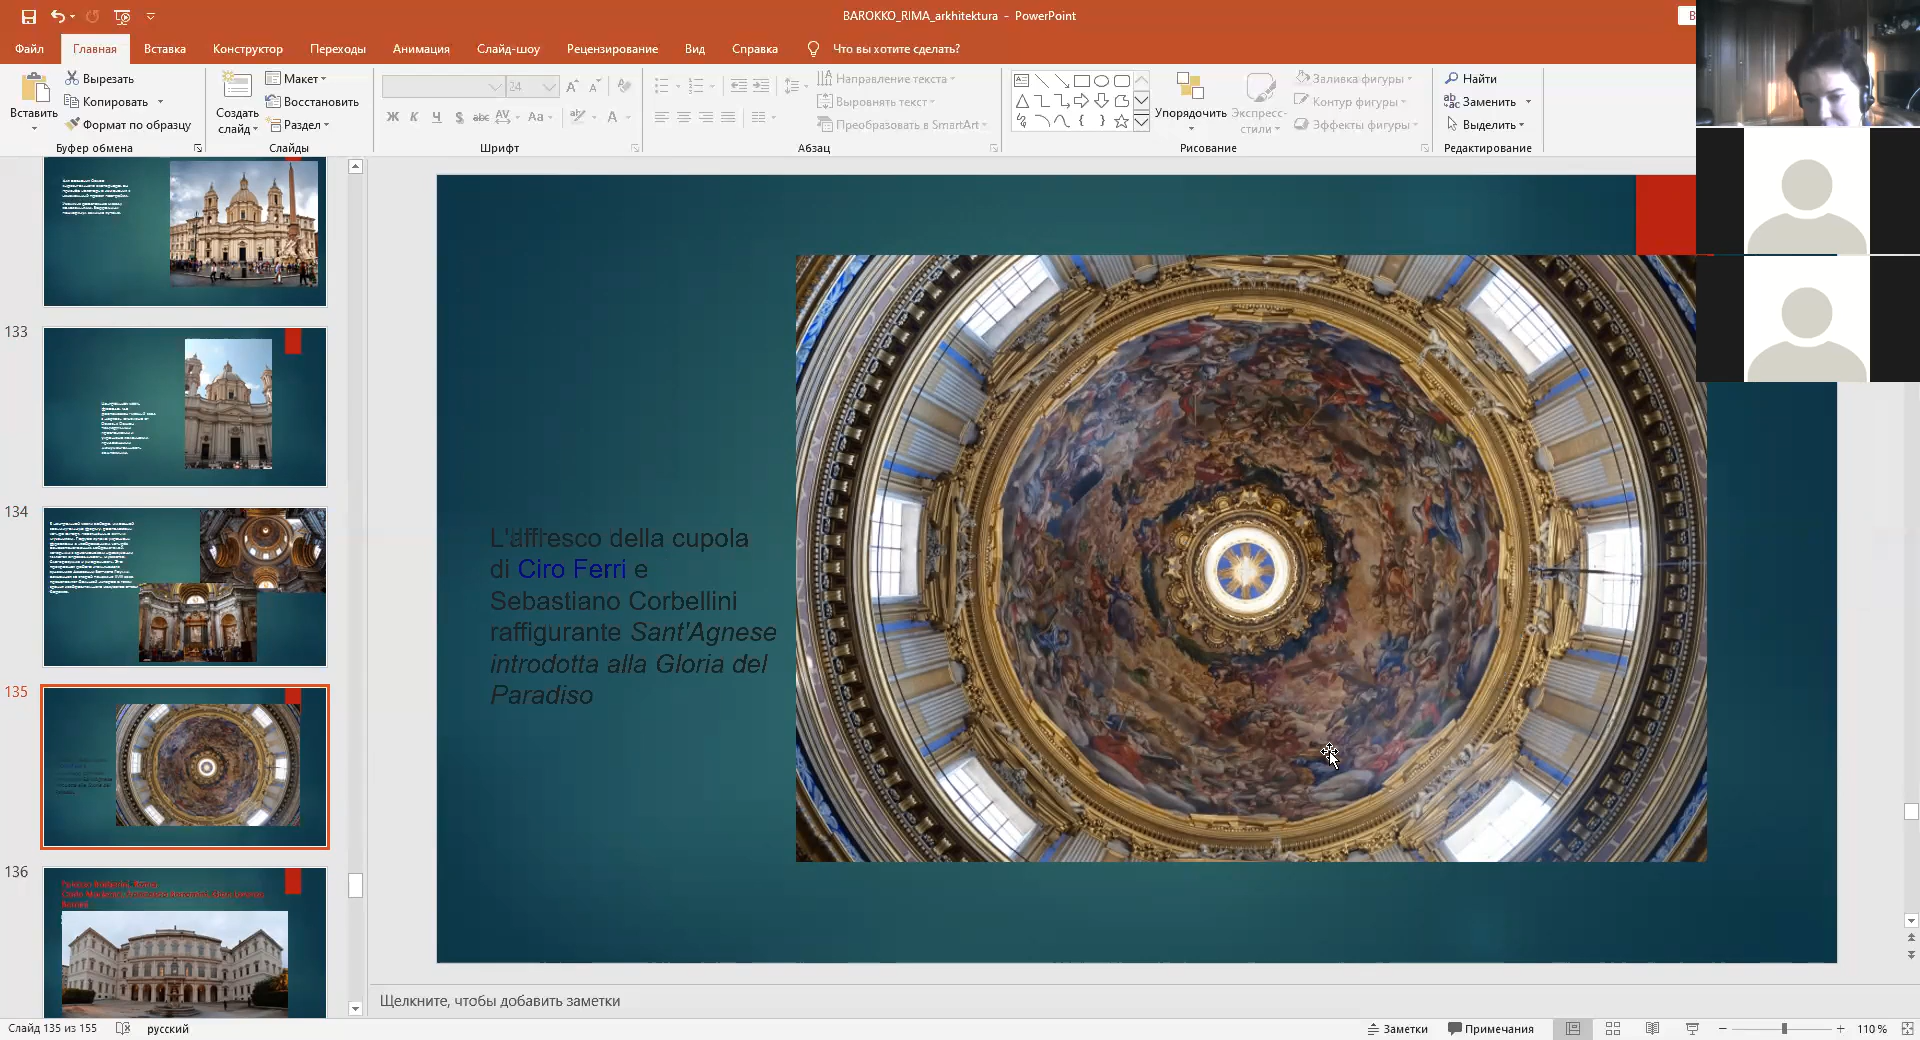 BAROKKO_RIMA_arkhitektura - PowerPoint
Файл
Главная
Вставка
Конструктор
Переходы
Анимация
Слайд-шоу
Рецензирование
Вид
Справка
Что вы хотите сделать?
Вставить
Вырезать
Копировать
Формат по образцу
Буфер обмена
Создать
слайд
Макет
Восстановить
Раздел
Слайды
24
Ж К Ч S abc AV Aa
Шрифт
Направление текста
Выровнять текст
Преобразовать в SmartArt
Абзац
Упорядочить
Экспресс-
стили
Заливка фигуры
Контур фигуры
Эффекты фигуры
Рисование
Найти
Заменить
Выделить
Редактирование
133
134
135
136
L'affresco della cupola
di Ciro Ferri e
Sebastiano Corbellini
raffigurante Sant'Agnese
introdotta alla Gloria del
Paradiso
Щелкните, чтобы добавить заметки
Слайд 135 из 155
русский
Заметки
Примечания
110 %